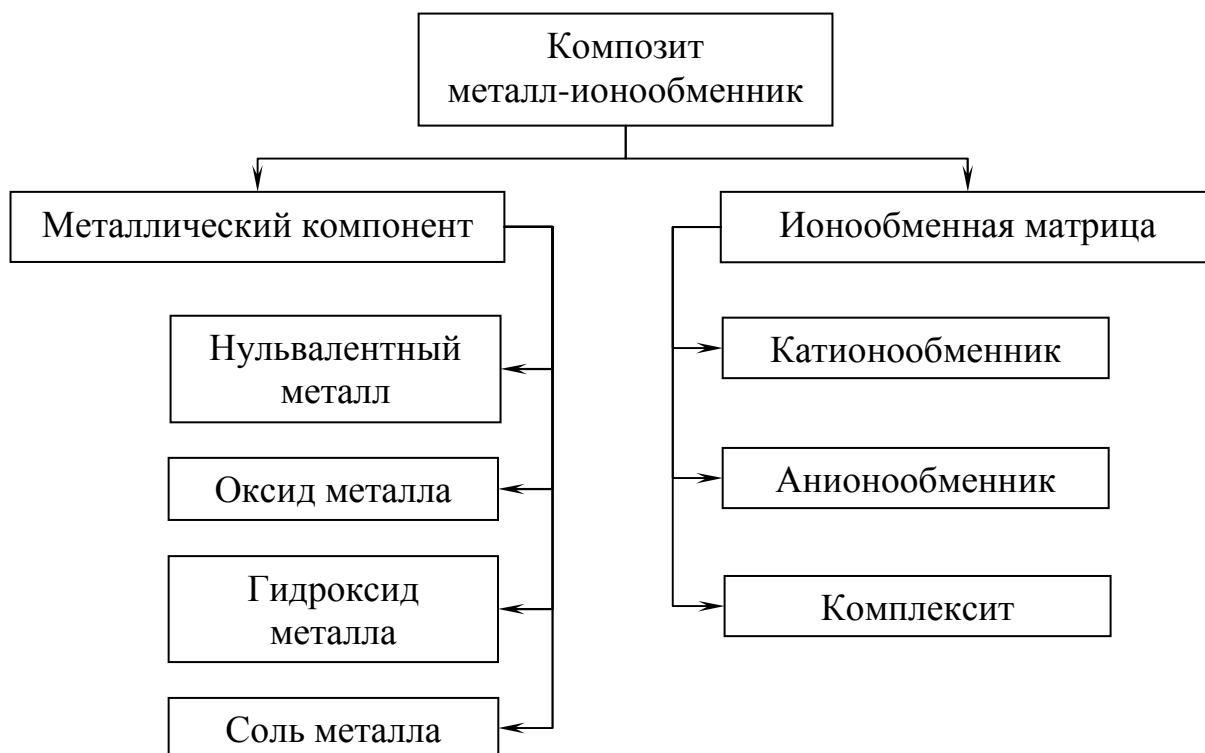 Композит
металл-ионообменник
Металлический компонент
Ионообменная матрица
Нульвалентный
металл
Катионообменник
Оксид металла
Анионообменник
Гидроксид
металла
Комплексит
Соль металла